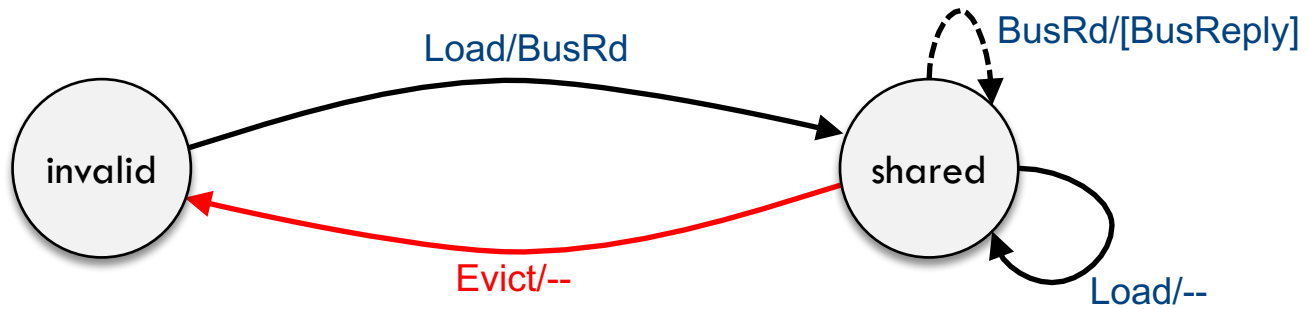 BusRd/[BusReply]
Load/BusRd
invalid
shared
Evict/--
Load/--